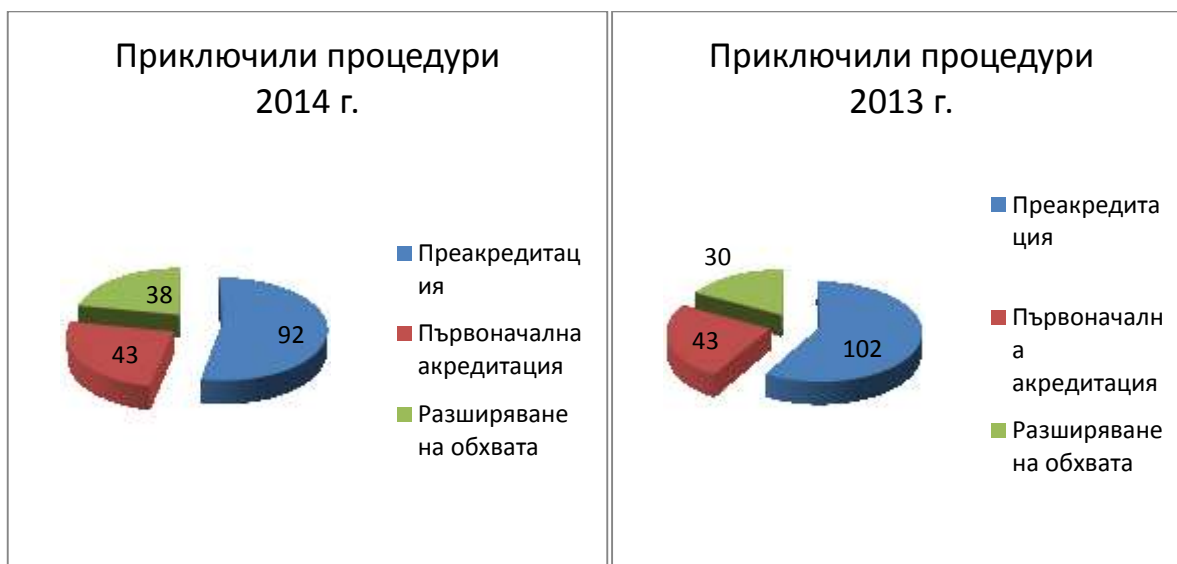 Приключили процедури
2014 г.
38
43
92
Преакредитац
ия
Първоначална
акредитация
Разширяване
на обхвата
Приключили процедури
2013 г.
30
43
102
Преакредита
ция
Първоначалн
а
акредитация
Разширяване
на обхвата